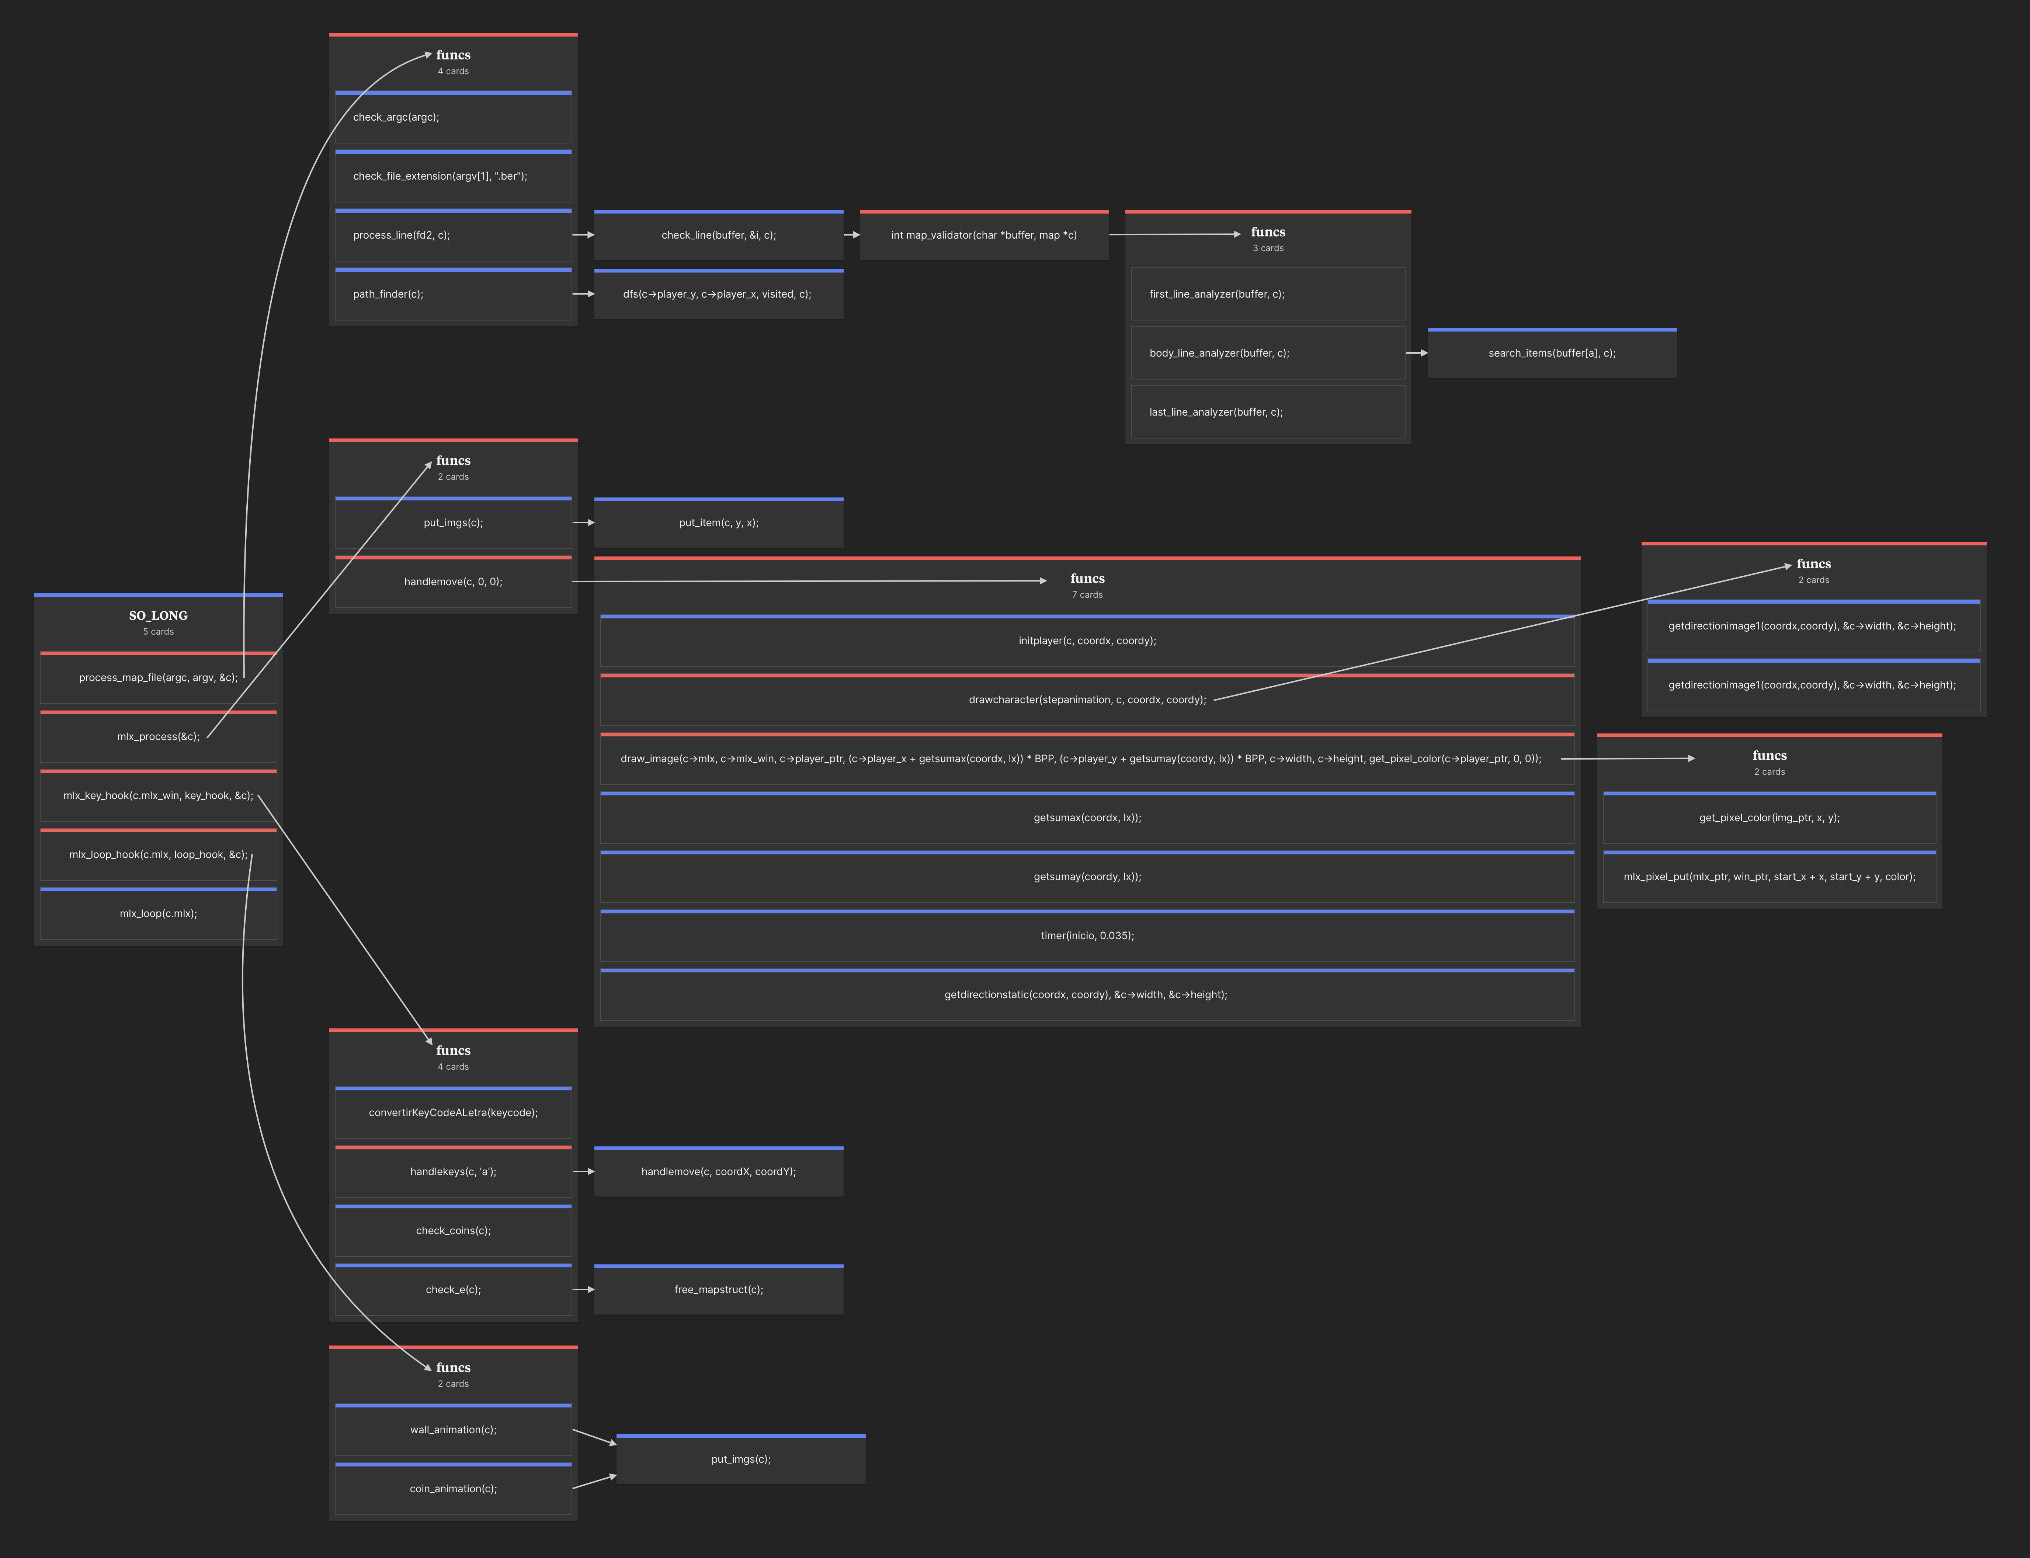 funcs
4 cards
check_argc(argc);
check_file_extension(argv[1], ".ber");
process_line(fd2, c);
check_line(buffer, &i, c);
int map_validator(char *buffer, map *c)
funcs
3 cards
path_finder(c);
dfs(c→player_y, c→player_x, visited, c);
first_line_analyzer(buffer, c);
body_line_analyzer(buffer, c);
search_items(buffer[a], c);
last_line_analyzer(buffer, c);
funcs
2 cards
put_imgs(c);
put_item(c, y, x);
handlemove(c, 0, 0);
funcs
7 cards
initplayer(c, coordx, coordy);
drawcharacter(stepanimation, c, coordx, coordy);
draw_image(c→mlx, c→mlx_win, c→player_ptr, (c→player_x + getsumax(coordx, lx)) * BPP, (c→player_y + getsumay(coordy, lx)) * BPP, c→width, c→height, get_pixel_color(c→player_ptr, 0, 0));
getsumax(coordx, lx));
getsumay(coordy, lx));
timer(inicio, 0.035);
getdirectionstatic(coordx, coordy), &c→width, &c→height);
funcs
2 cards
getdirectionimage1(coordx,coordy), &c→width, &c→height);
getdirectionimage1(coordx,coordy), &c→width, &c→height);
funcs
2 cards
get_pixel_color(img_ptr, x, y);
mlx_pixel_put(mlx_ptr, win_ptr, start_x + x, start_y + y, color);
SO_LONG
5 cards
process_map_file(argc, argv, &c);
mlx_process(&c);
mlx_key_hook(c.mlx_win, key_hook, &c);
mlx_loop_hook(c.mlx, loop_hook, &c);
mlx_loop(c.mlx);
funcs
4 cards
convertirKeyCodeALetra(keycode);
handlekeys(c, 'a');
handlemove(c, coordX, coordY);
check_coins(c);
check_e(c);
free_mapstruct(c);
funcs
2 cards
wall_animation(c);
put_imgs(c);
coin_animation(c);